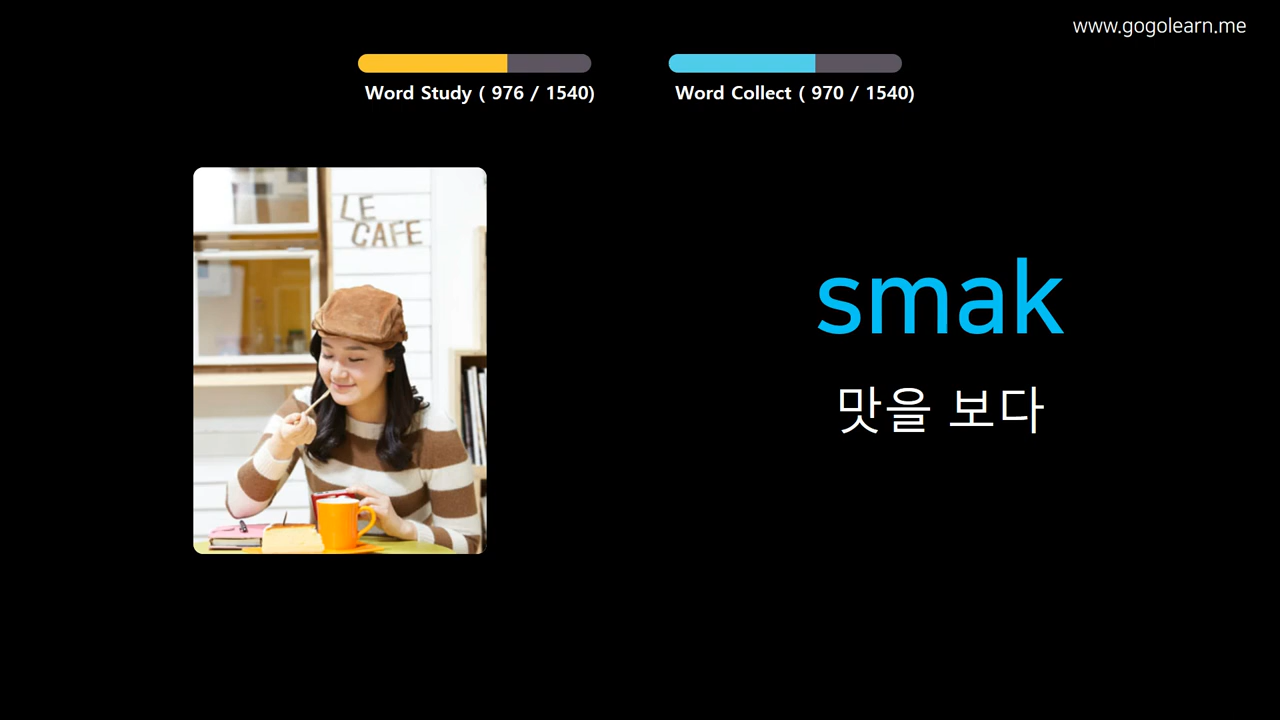 www.gogolearn.me
Word Study ( 976 / 1540)
Word Collect ( 970 / 1540)
LE
CAFE
smak
맛을 보다